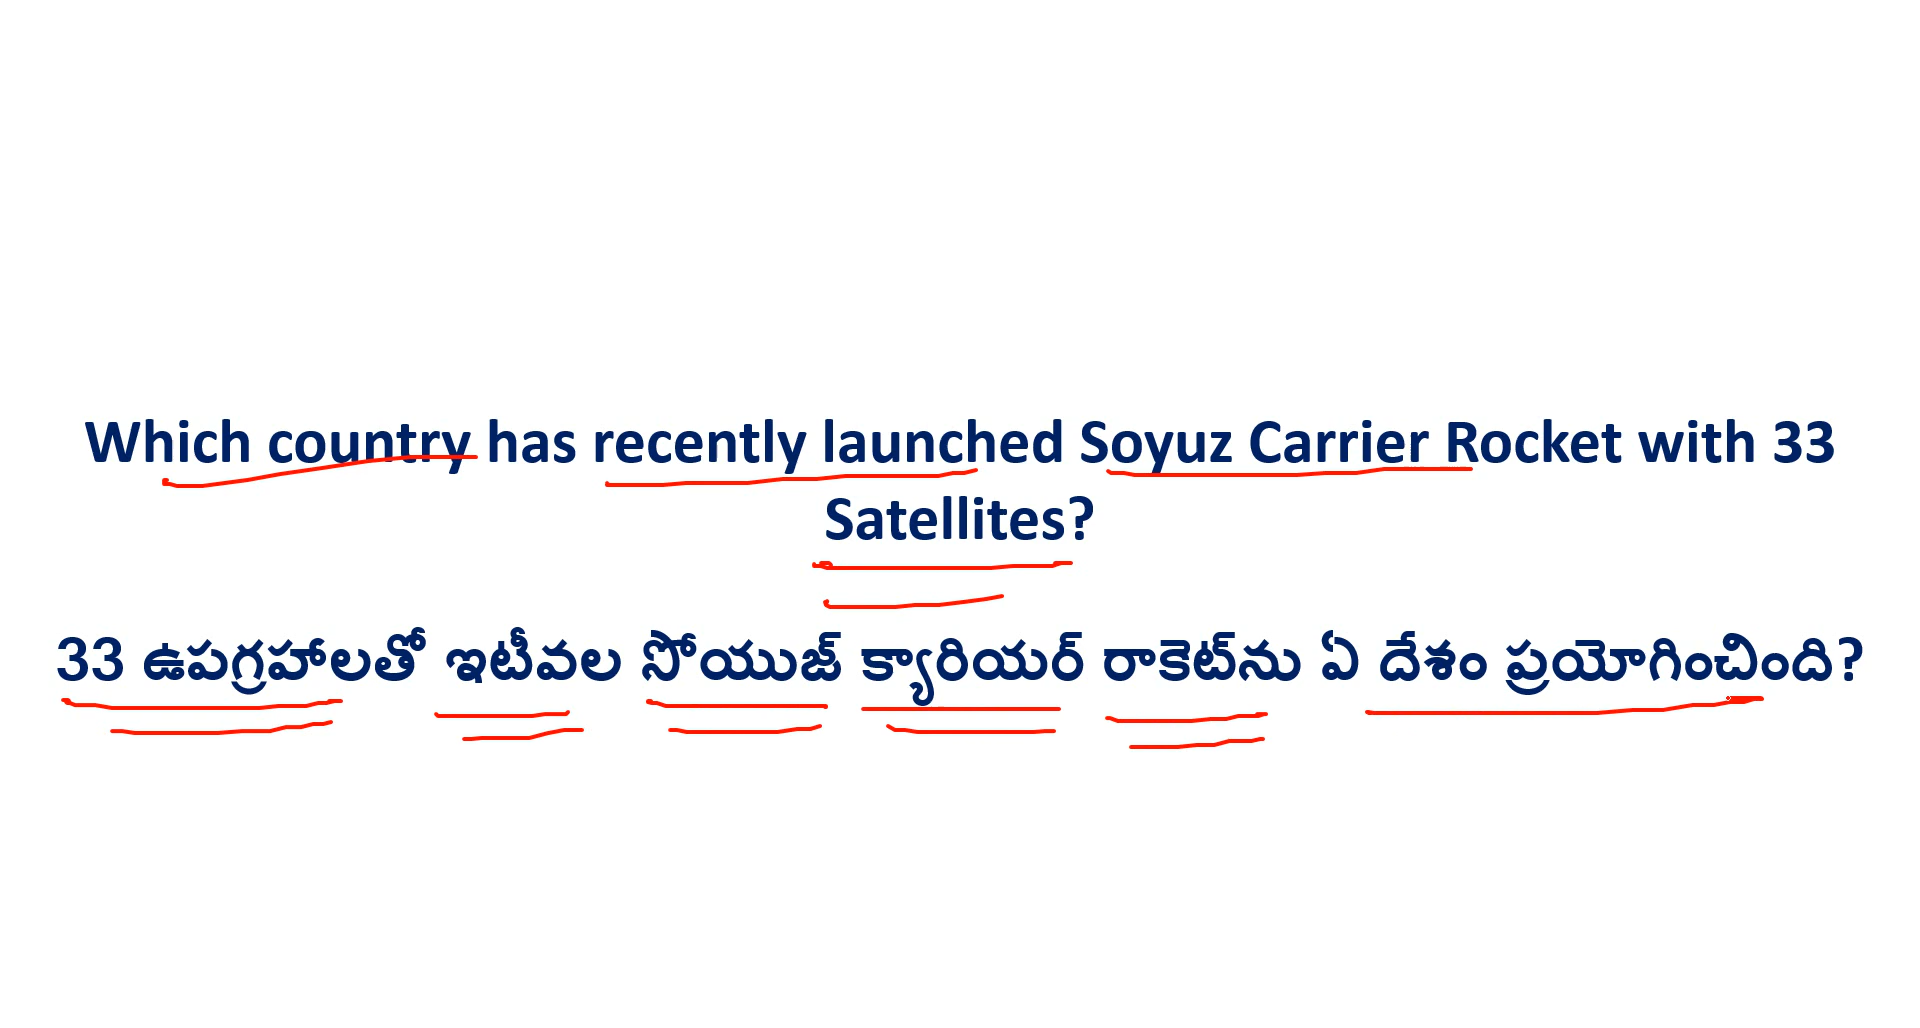 Which country has recently launched Soyuz Carrier Rocket with 33
Satellites?
33 ఉపగ్రహాలతో ఇటీవల సోయుజ్ క్యారియర్ రాకెట్‌ను ఏ దేశం ప్రయోగించింది?